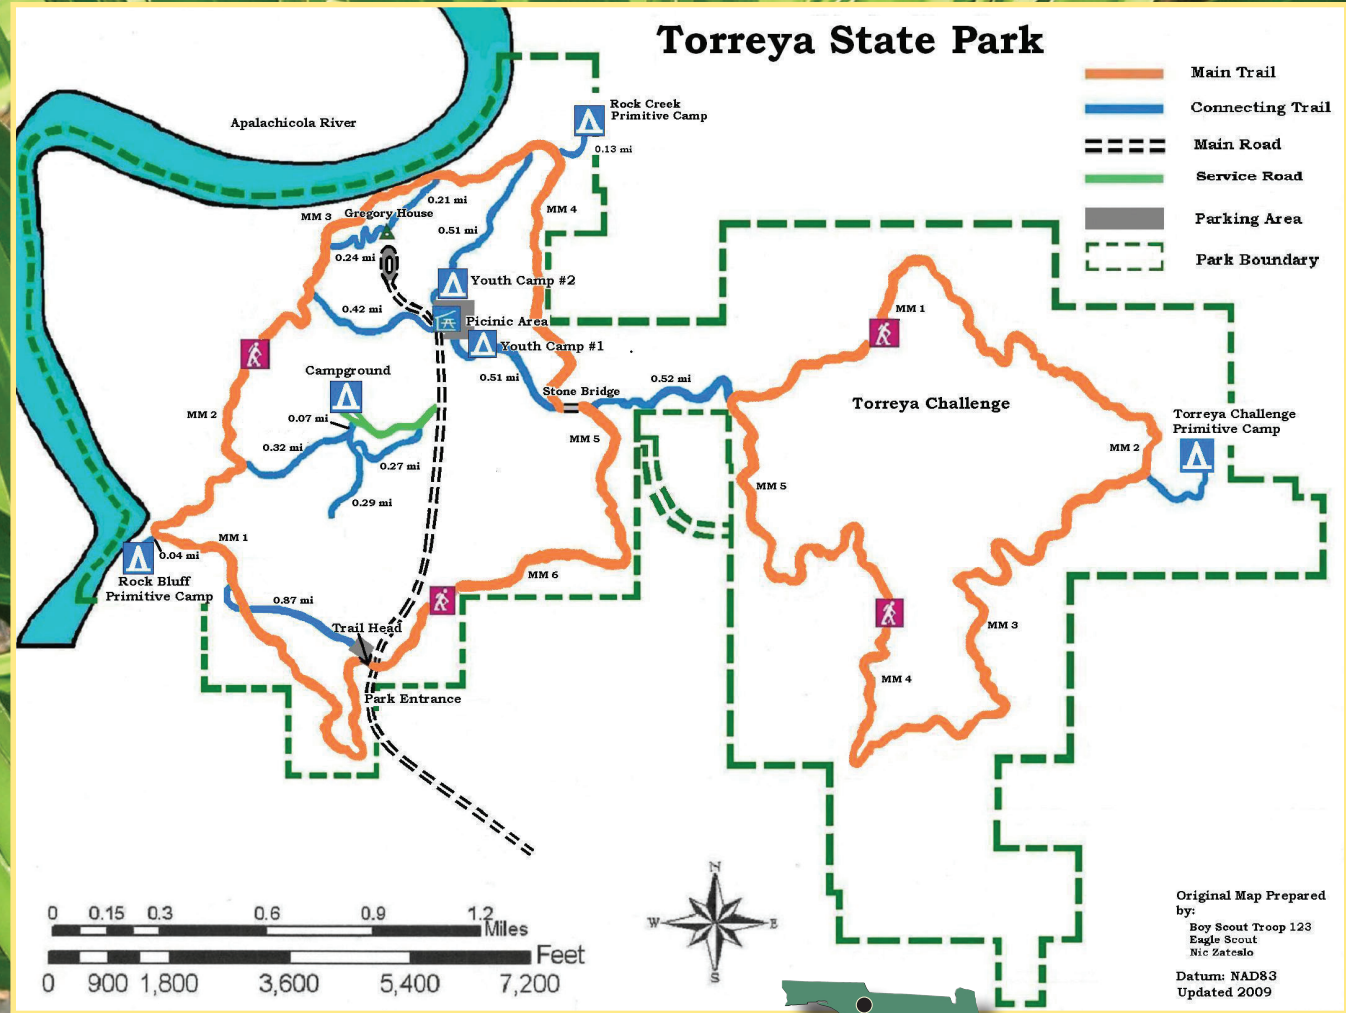 Torreya State Park
Main Trail
Connecting Trail
Main Road
Service Road
Parking Area
Park Boundary
Rock Creek
Primitive Camp
0.13 mi
Apalachicola River
MM 3
Gregory House
0.21 mi
MM 4
0.51 mi
0.24 mi
Youth Camp #2
0.42 mi
Picinic Area
Youth Camp #1
0.51 mi
Stone Bridge
0.52 mi
MM 1
Campground
MM 2
0.07 mi
0.32 mi
0.27 mi
0.29 mi
MM 5
Torreya Challenge
Torreya Challenge
Primitive Camp
MM 2
MM 5
MM 1
0.04 mi
Rock Bluff
Primitive Camp
MM 6
0.87 mi
Trail Head
MM 3
MM 4
Park Entrance
0 0.15 0.3 0.6 0.9 1.2
Miles
Feet
0 900 1,800 3,600 5,400 7,200
N
W E
S
Original Map Prepared
by:
Boy Scout Troop 123
Eagle Scout
Nic Zateslo
Datum: NAD83
Updated 2009